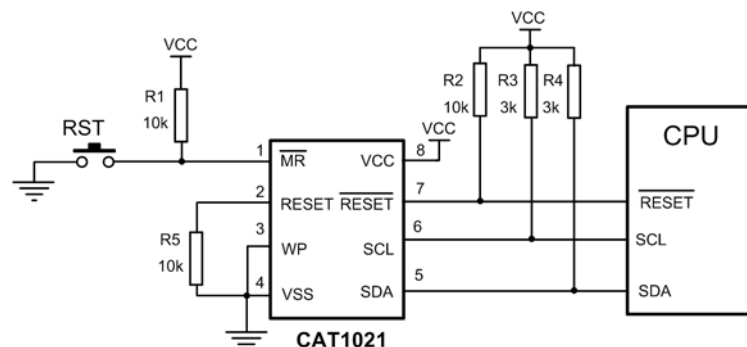 VCC
VCC
R1
10k
RST
R2
10k
R3
3k
R4
3k
VCC
CPU
1
MR
VCC
8
2
RESET
RESET
7
RESET
3
WP
SCL
6
SCL
R5
10k
4
VSS
SDA
5
SDA
CAT1021